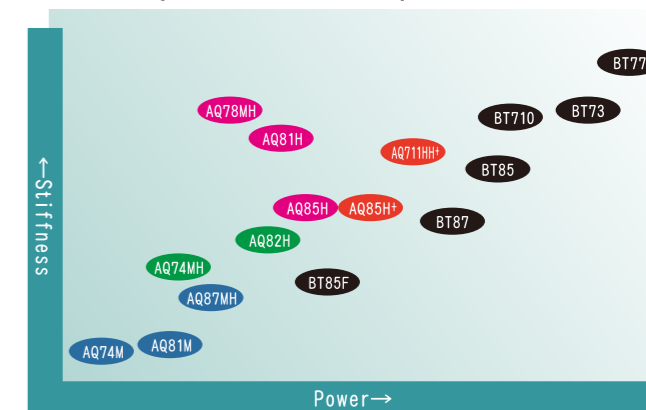 BT77
AQ78MH
BT710
BT73
AQ81H
AQ711HH+
BT85
AQ85H
AQ85H+
BT87
AQ82H
AQ74MH
BT85F
AQ87MH
AQ74M
AQ81M
←Stiffness
Power→